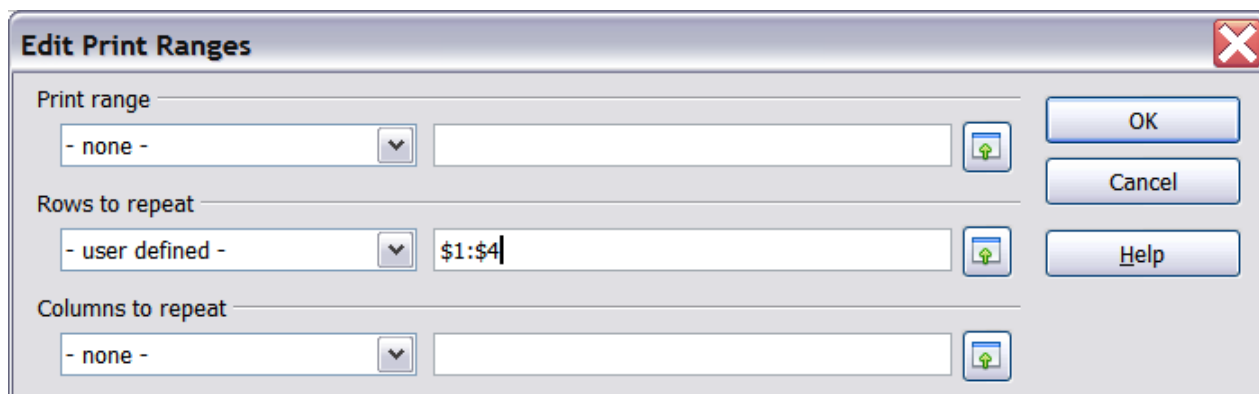 Edit Print Ranges
Print range
- none -
OK
Cancel
Rows to repeat
- user defined - $1:$4
Help
Columns to repeat
- none -